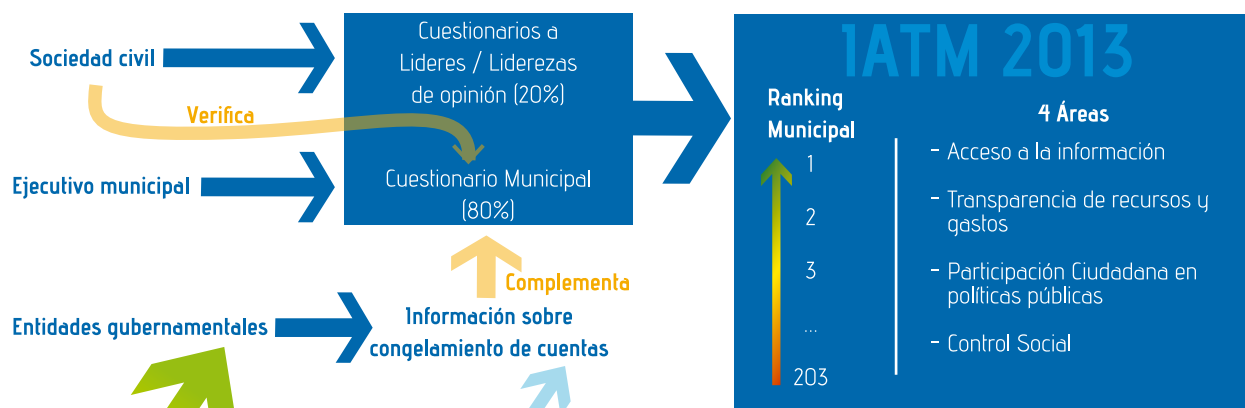 Sociedad civil
Verifica
Ejecutivo municipal
Entidades gubernamentales
Cuestionarios a
Lideres / Liderezas
de opinión (20%)
Cuestionario Municipal
(80%)
Complementa
Información sobre
congelamiento de cuentas
IATM 2013
Ranking
Municipal
1
2
3
...
203
4 Áreas
- Acceso a la información
- Transparencia de recursos y
gastos
- Participación Ciudadana en
políticas públicas
- Control Social